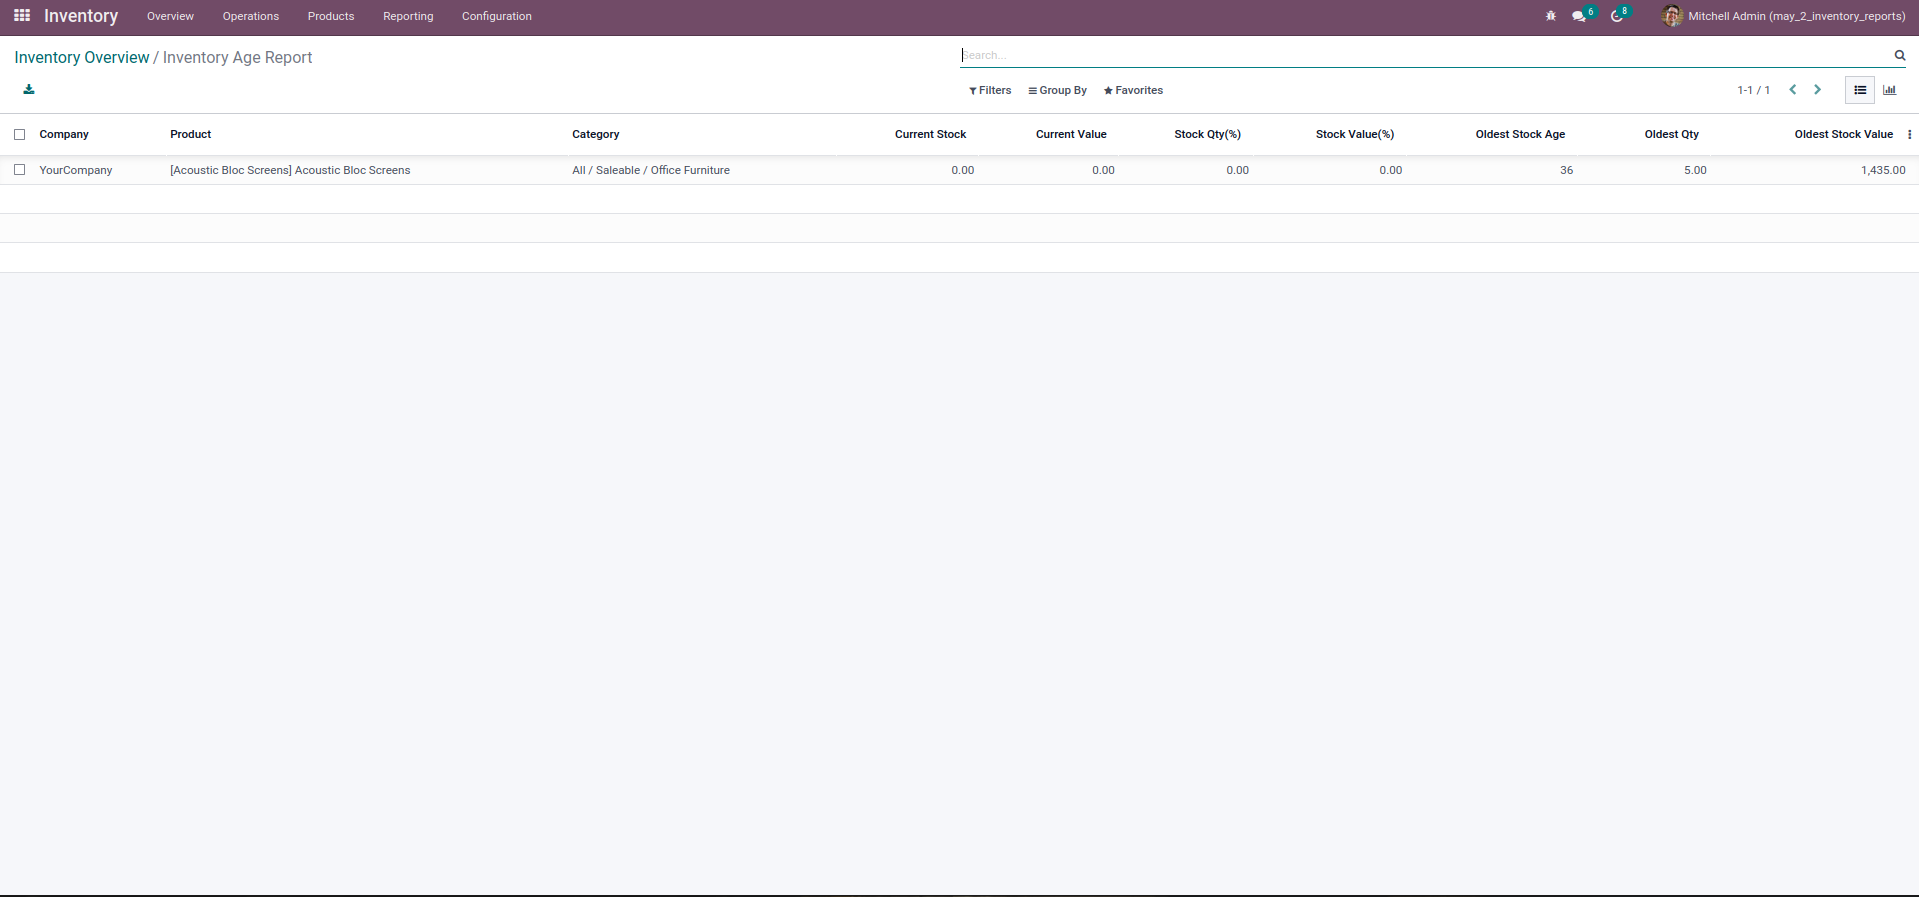 Inventory Overview Operations Products Reporting Configuration 6 8 Mitchell Admin (may_2_inventory_reports)
Inventory Overview / Inventory Age Report
Search...
Filters Group By Favorites 1-1 / 1
Company Product Category Current Stock Current Value Stock Qty(%) Stock Value(%) Oldest Stock Age Oldest Qty Oldest Stock Value
YourCompany [Acoustic Bloc Screens] Acoustic Bloc Screens All / Saleable / Office Furniture 0.00 0.00 0.00 0.00 36 5.00 1,435.00